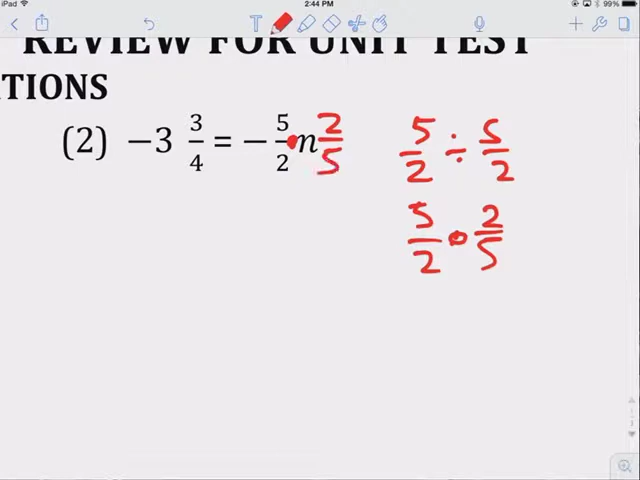 iPad 2:44 PM 99%
T
REVIEW FOR UNIT TEST
ATIONS
(2) −3 3/4 = − 5/2 • n 2/5
5/2 ÷ 5/2
5/2 • 2/5